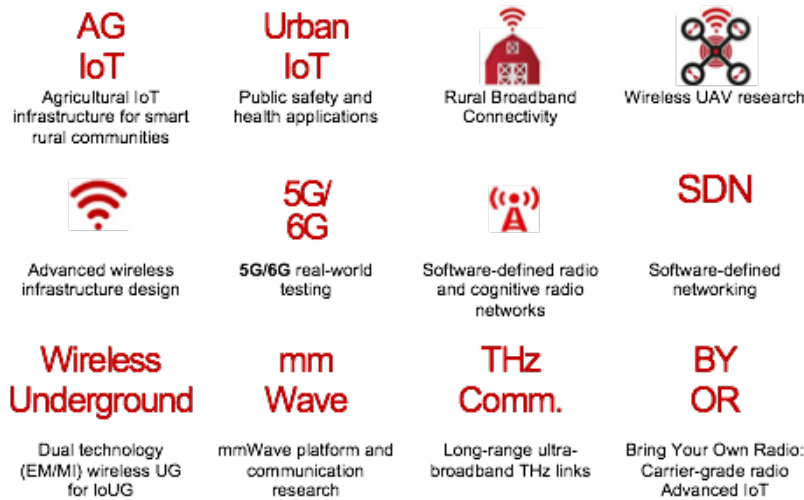 AG
IoT
Agricultural IoT
infrastructure for smart
rural communities
Urban
IoT
Public safety and
health applications
Rural Broadband
Connectivity
Wireless UAV research
Advanced wireless
infrastructure design
5G/
6G
5G/6G real-world
testing
Software-defined radio
and cognitive radio
networks
SDN
Software-defined
networking
Wireless
Underground
Dual technology
(EM/MI) wireless UG
for IoUG
mm
Wave
mmWave platform and
communication
research
THz
Comm.
Long-range ultra-
broadband THz links
BY
OR
Bring Your Own Radio:
Carrier-grade radio
Advanced IoT